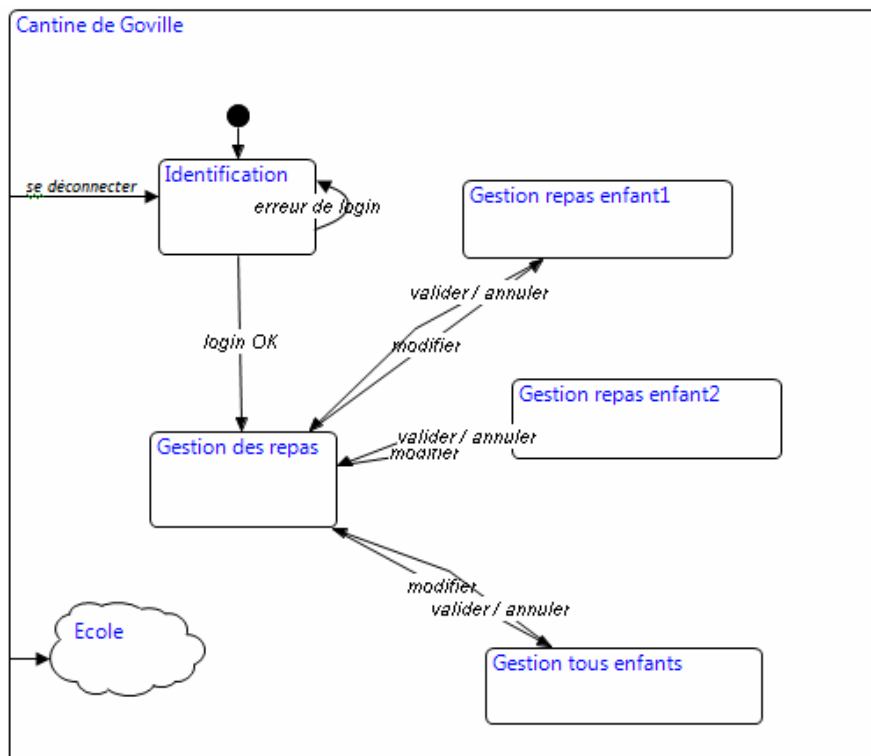 Cantine de Goville
Identification
se déconnecter
erreur de login
Gestion repas enfant1
valider / annuler
modifier
login OK
Gestion repas enfant2
valider / annuler
modifier
Gestion des repas
modifier
valider / annuler
Ecole
Gestion tous enfants